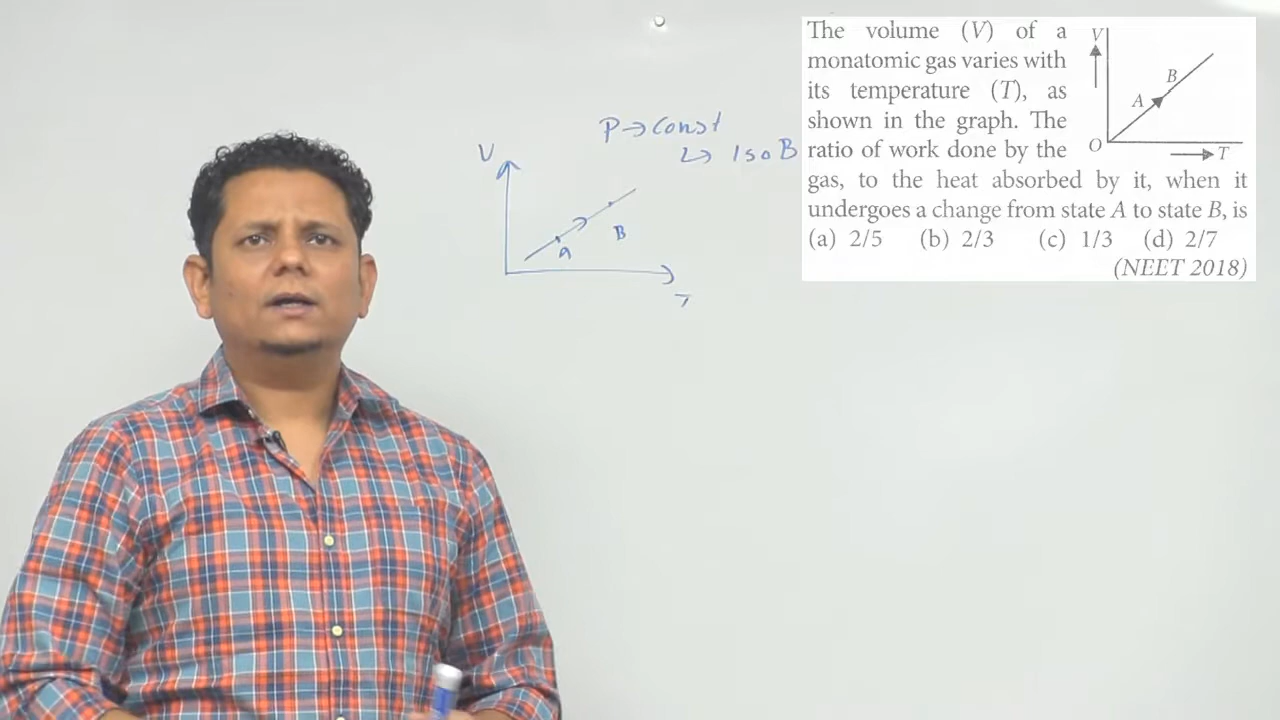 The volume (V) of a
monatomic gas varies with
its temperature (T), as
shown in the graph. The
ratio of work done by the
gas, to the heat absorbed by it, when it
undergoes a change from state A to state B, is
(a) 2/5 (b) 2/3 (c) 1/3 (d) 2/7
(NEET 2018)
V
B
A
O
T
P→const
↳ Iso B
V
A
B
T